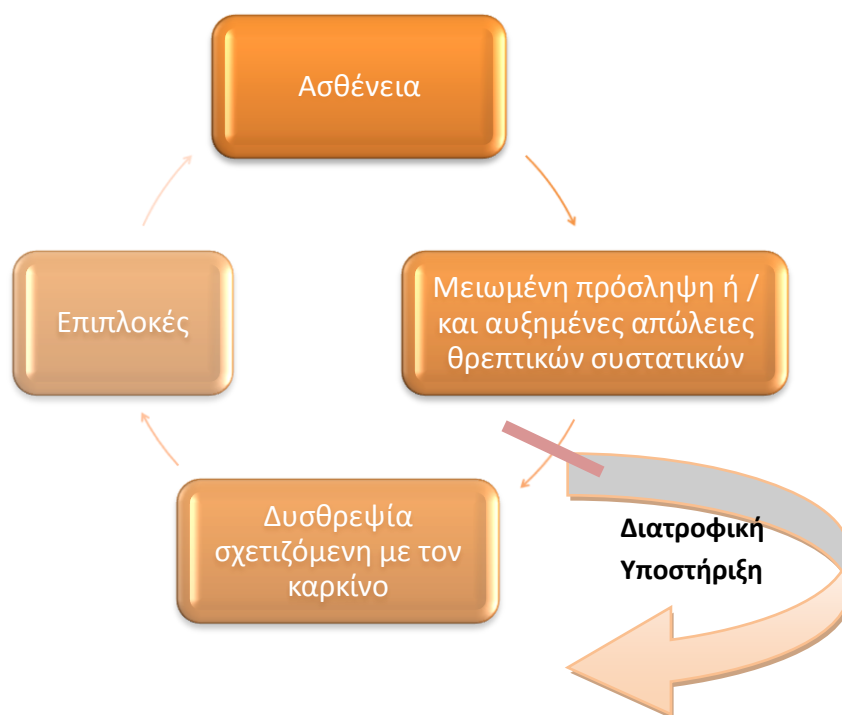 Ασθένεια
Μειωμένη πρόσληψη ή /
και αυξημένες απώλειες
θρεπτικών συστατικών
Δυσθρεψία
σχετιζόμενη με τον
καρκίνο
Επιπλοκές
Διατροφική
Υποστήριξη